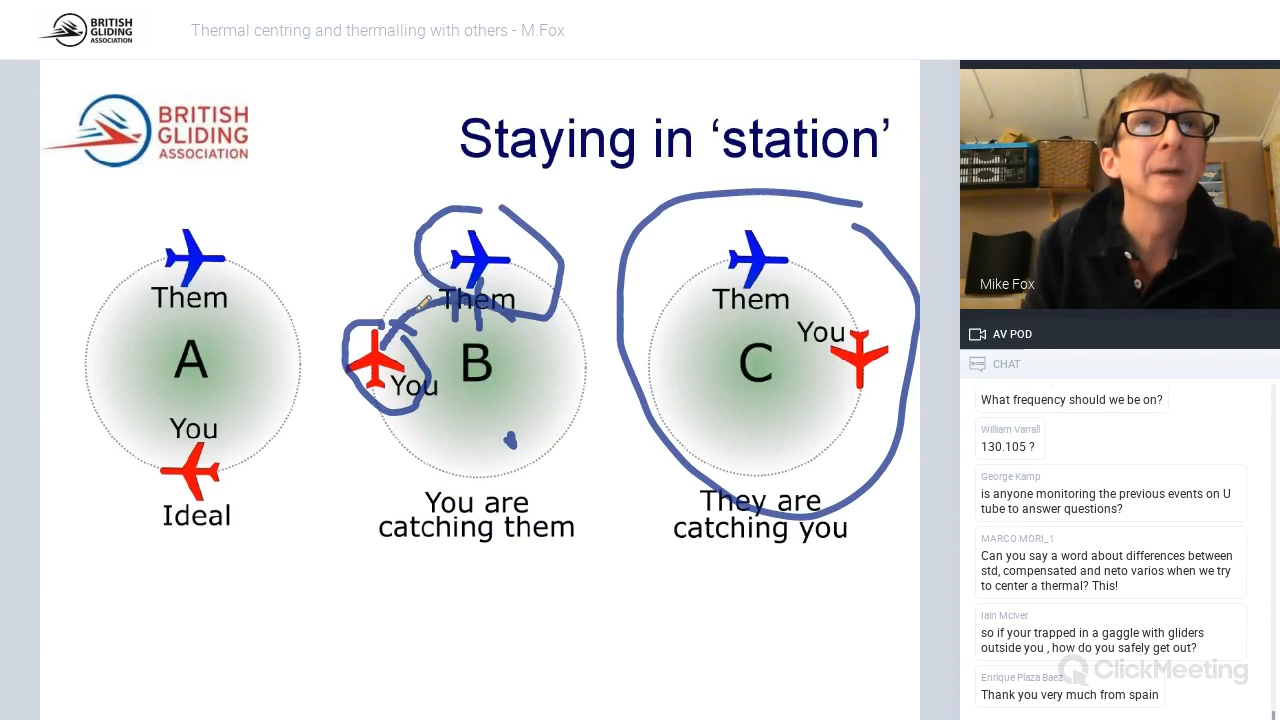 BRITISH
GLIDING
ASSOCIATION
Thermal centring and thermalling with others - M.Fox
BRITISH
GLIDING
ASSOCIATION
Staying in ‘station’
Them
A
You
Ideal
Them
B
You
You are
catching them
Them
You
C
They are
catching you
Mike Fox
AV POD
CHAT
What frequency should we be on?
William Varrall
130.105 ?
George Kamp
is anyone monitoring the previous events on U
tube to answer questions?
MARCO MORI_1
Can you say a word about differences between
std, compensated and neto varios when we try
to center a thermal? This!
Iain Mciver
so if your trapped in a gaggle with gliders
outside you , how do you safely get out?
ClickMeeting
Enrique Plaza Baez
Thank you very much from spain